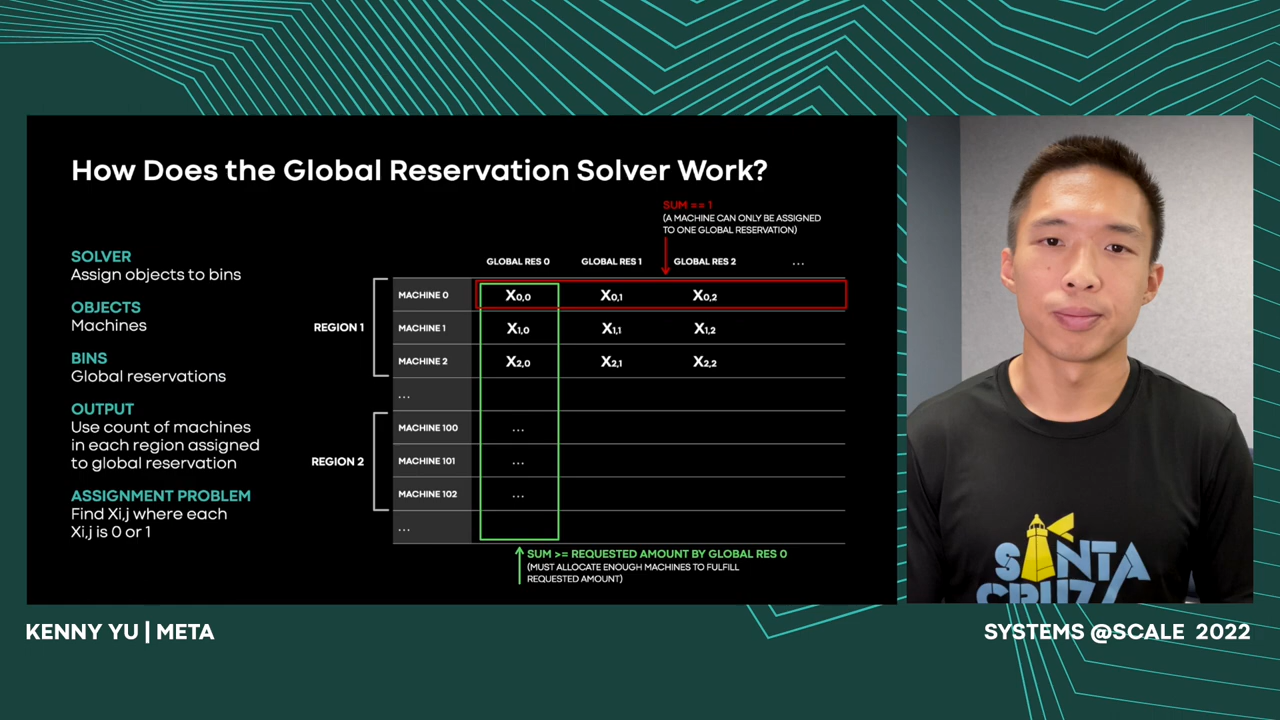 How Does the Global Reservation Solver Work?
SOLVER
Assign objects to bins
OBJECTS
Machines
BINS
Global reservations
OUTPUT
Use count of machines
in each region assigned
to global reservation
ASSIGNMENT PROBLEM
Find Xi,j where each
Xi,j is 0 or 1
SUM == 1
(A MACHINE CAN ONLY BE ASSIGNED
TO ONE GLOBAL RESERVATION)
GLOBAL RES 0 GLOBAL RES 1 GLOBAL RES 2 ...
REGION 1
MACHINE 0 X0,0 X0,1 X0,2
MACHINE 1 X1,0 X1,1 X1,2
MACHINE 2 X2,0 X2,1 X2,2
...
REGION 2
MACHINE 100 ...
MACHINE 101 ...
MACHINE 102 ...
...
SUM >= REQUESTED AMOUNT BY GLOBAL RES 0
(MUST ALLOCATE ENOUGH MACHINES TO FULFILL
REQUESTED AMOUNT)
SANTA
CRUZ
KENNY YU | META
SYSTEMS @SCALE 2022